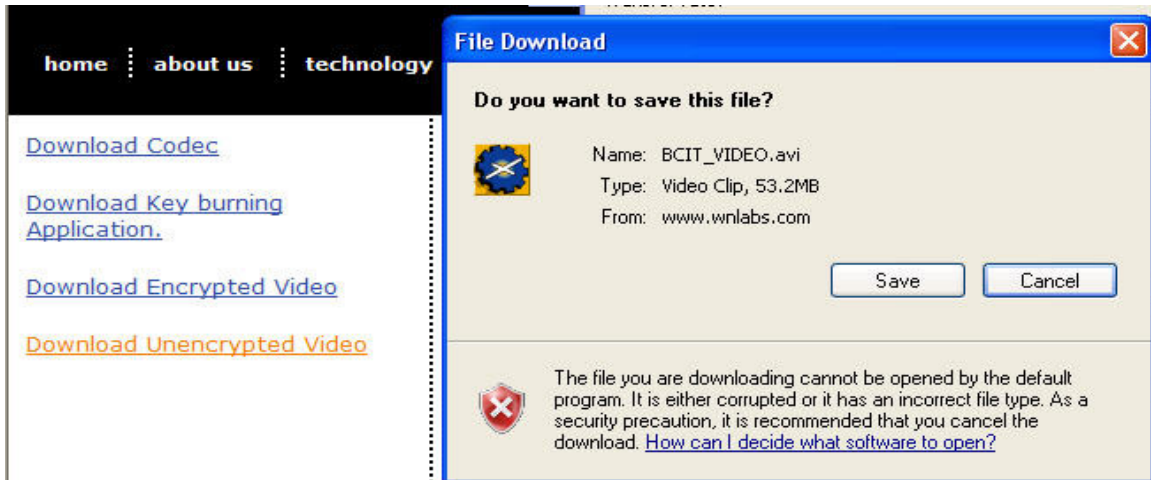 home about us technology
Download Codec
Download Key burning
Application.
Download Encrypted Video
Download Unencrypted Video
File Download
Do you want to save this file?
Name: BCIT_VIDEO.avi
Type: Video Clip, 53.2MB
From: www.wnlabs.com
Save Cancel
The file you are downloading cannot be opened by the default
program. It is either corrupted or it has an incorrect file type. As a
security precaution, it is recommended that you cancel the
download. How can I decide what software to open?